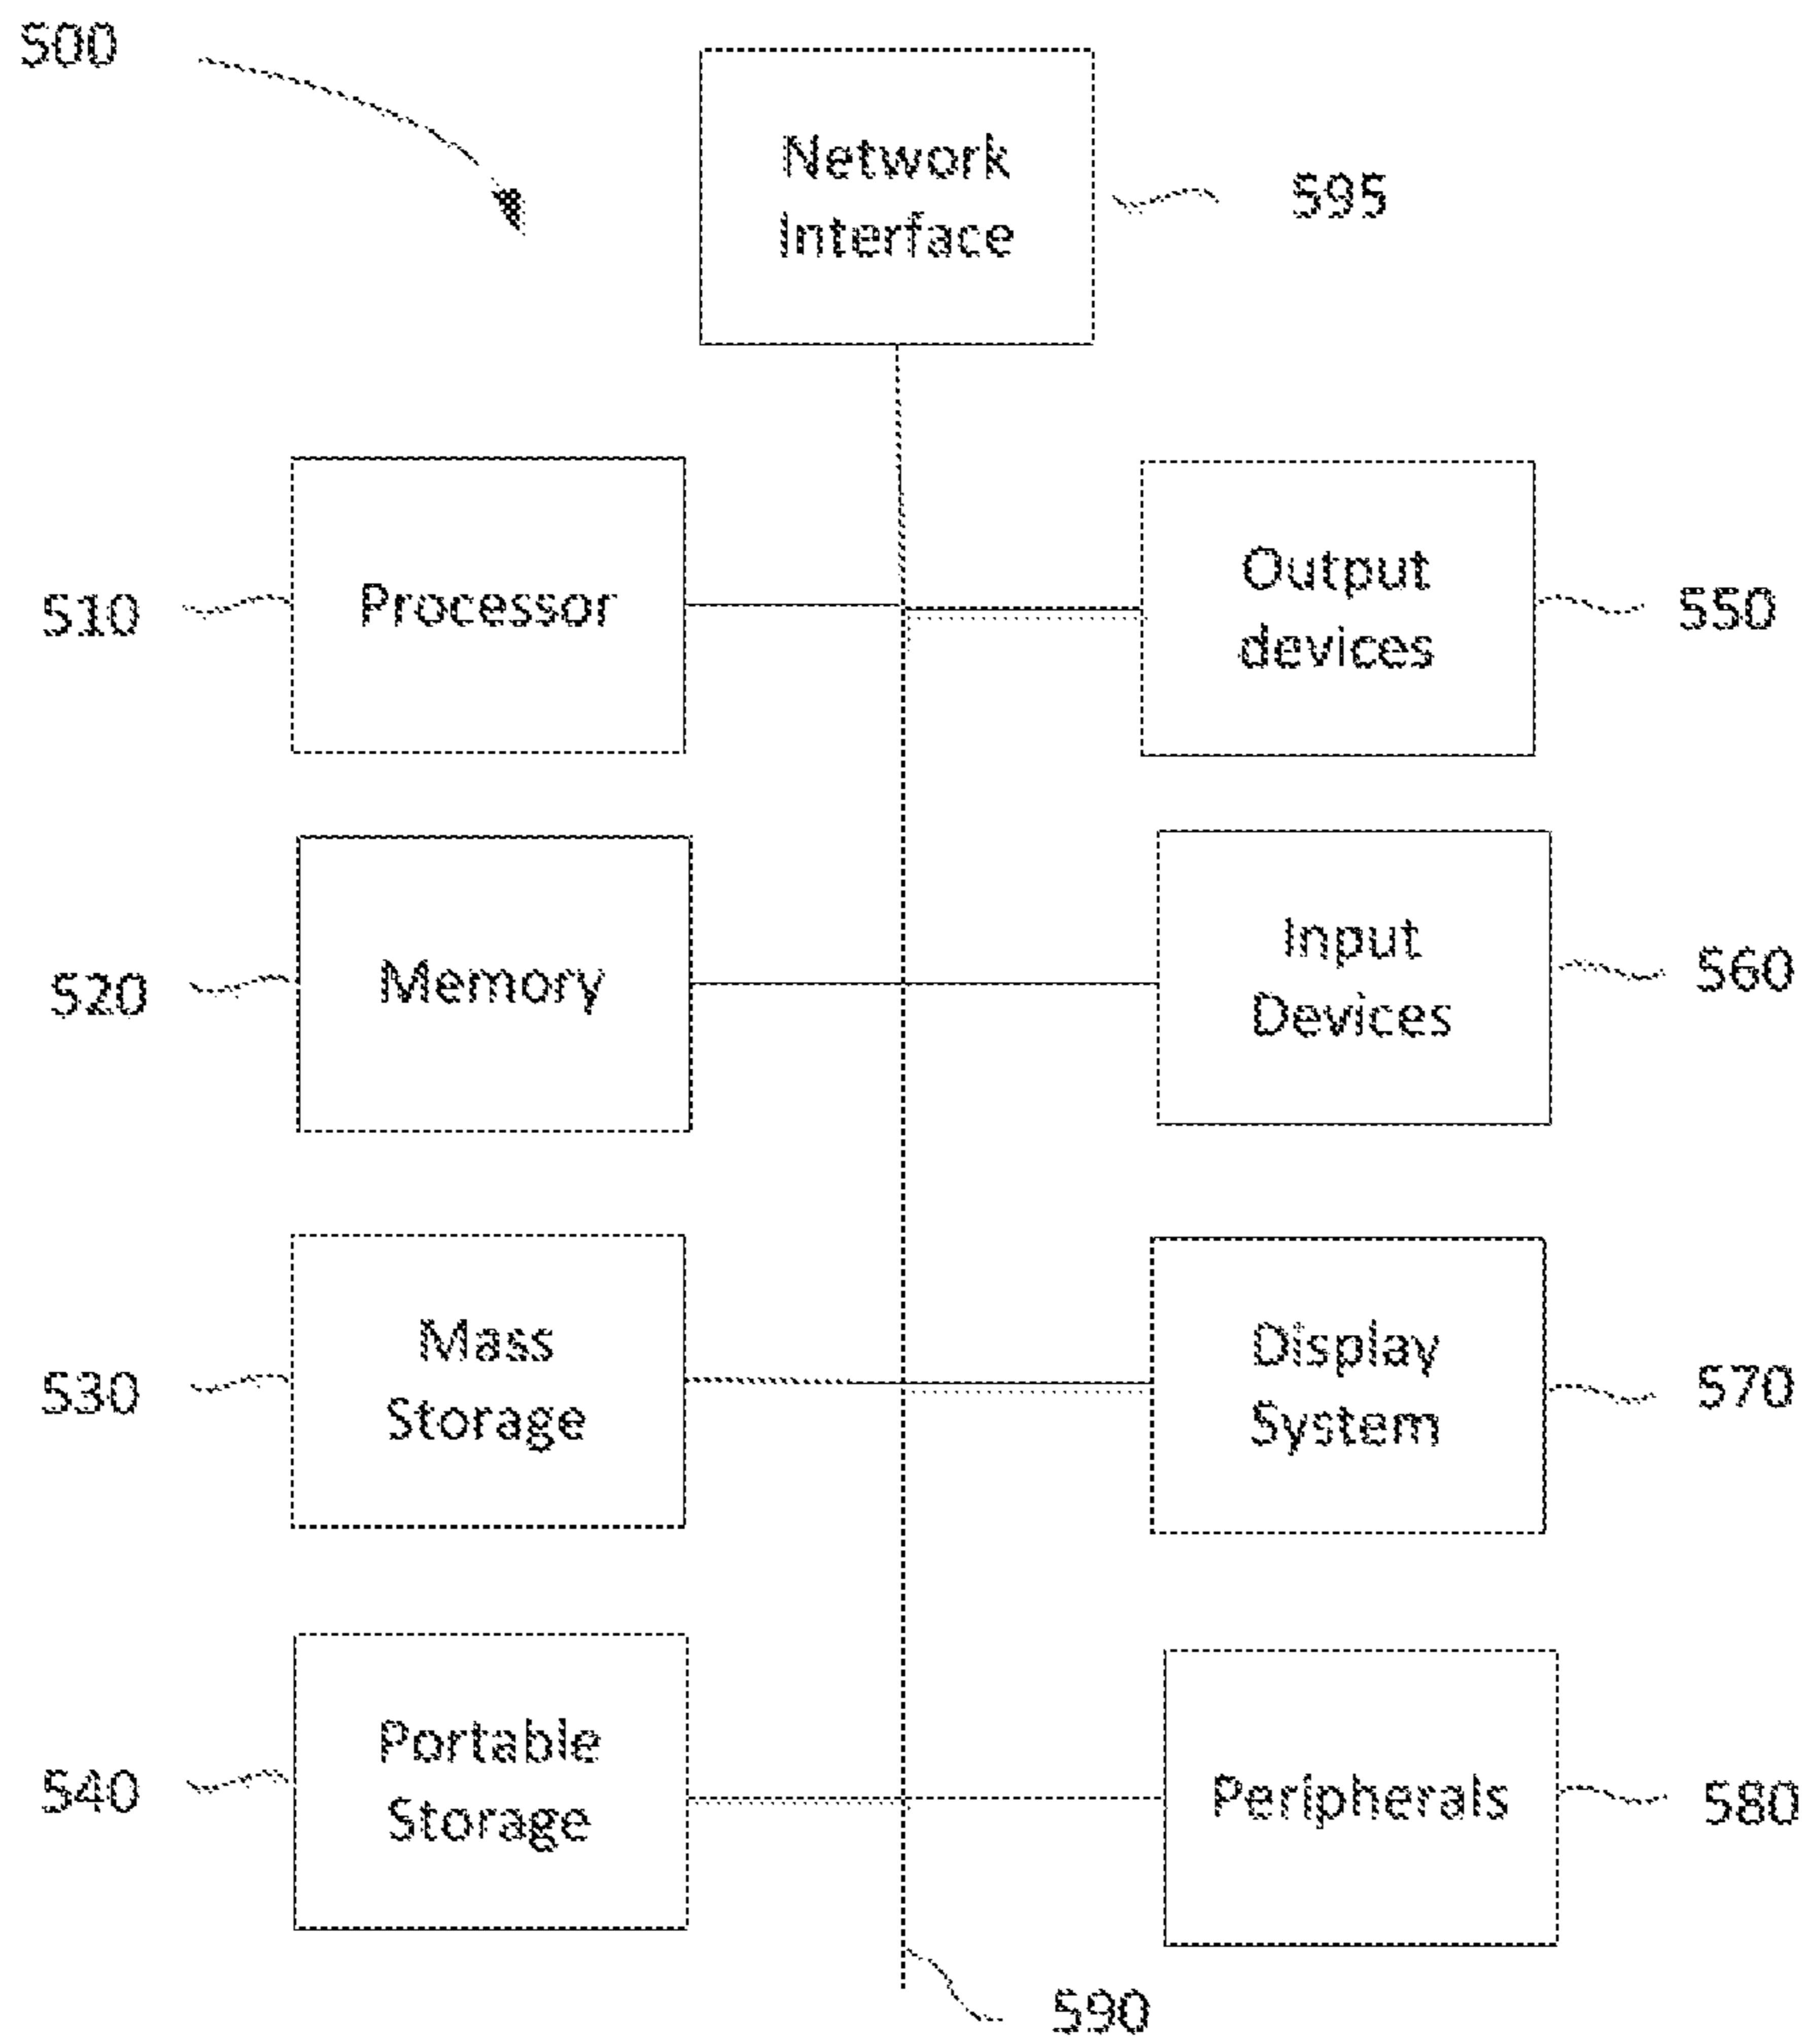 500
Network
Interface
595
510
Processor
Output
devices
550
520
Memory
Input
Devices
560
530
Mass
Storage
Display
System
570
540
Portable
Storage
Peripherals
580
590